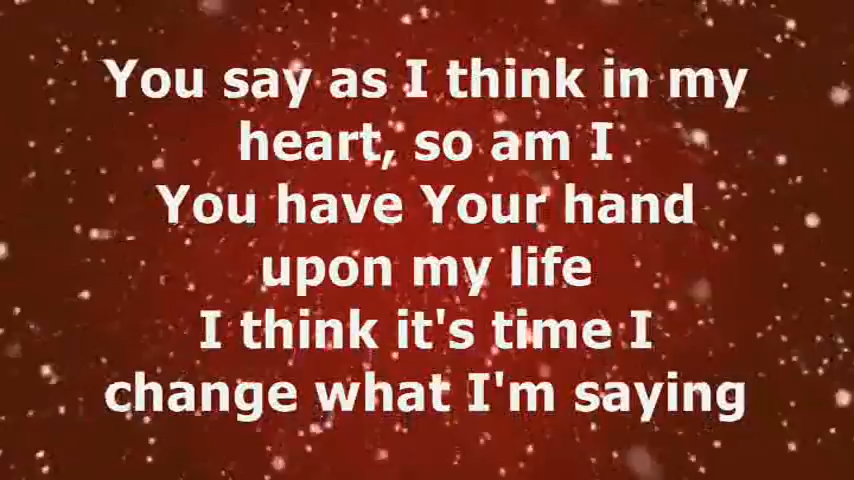 You say as I think in my
heart, so am I
You have Your hand
upon my life
I think it's time I
change what I'm saying